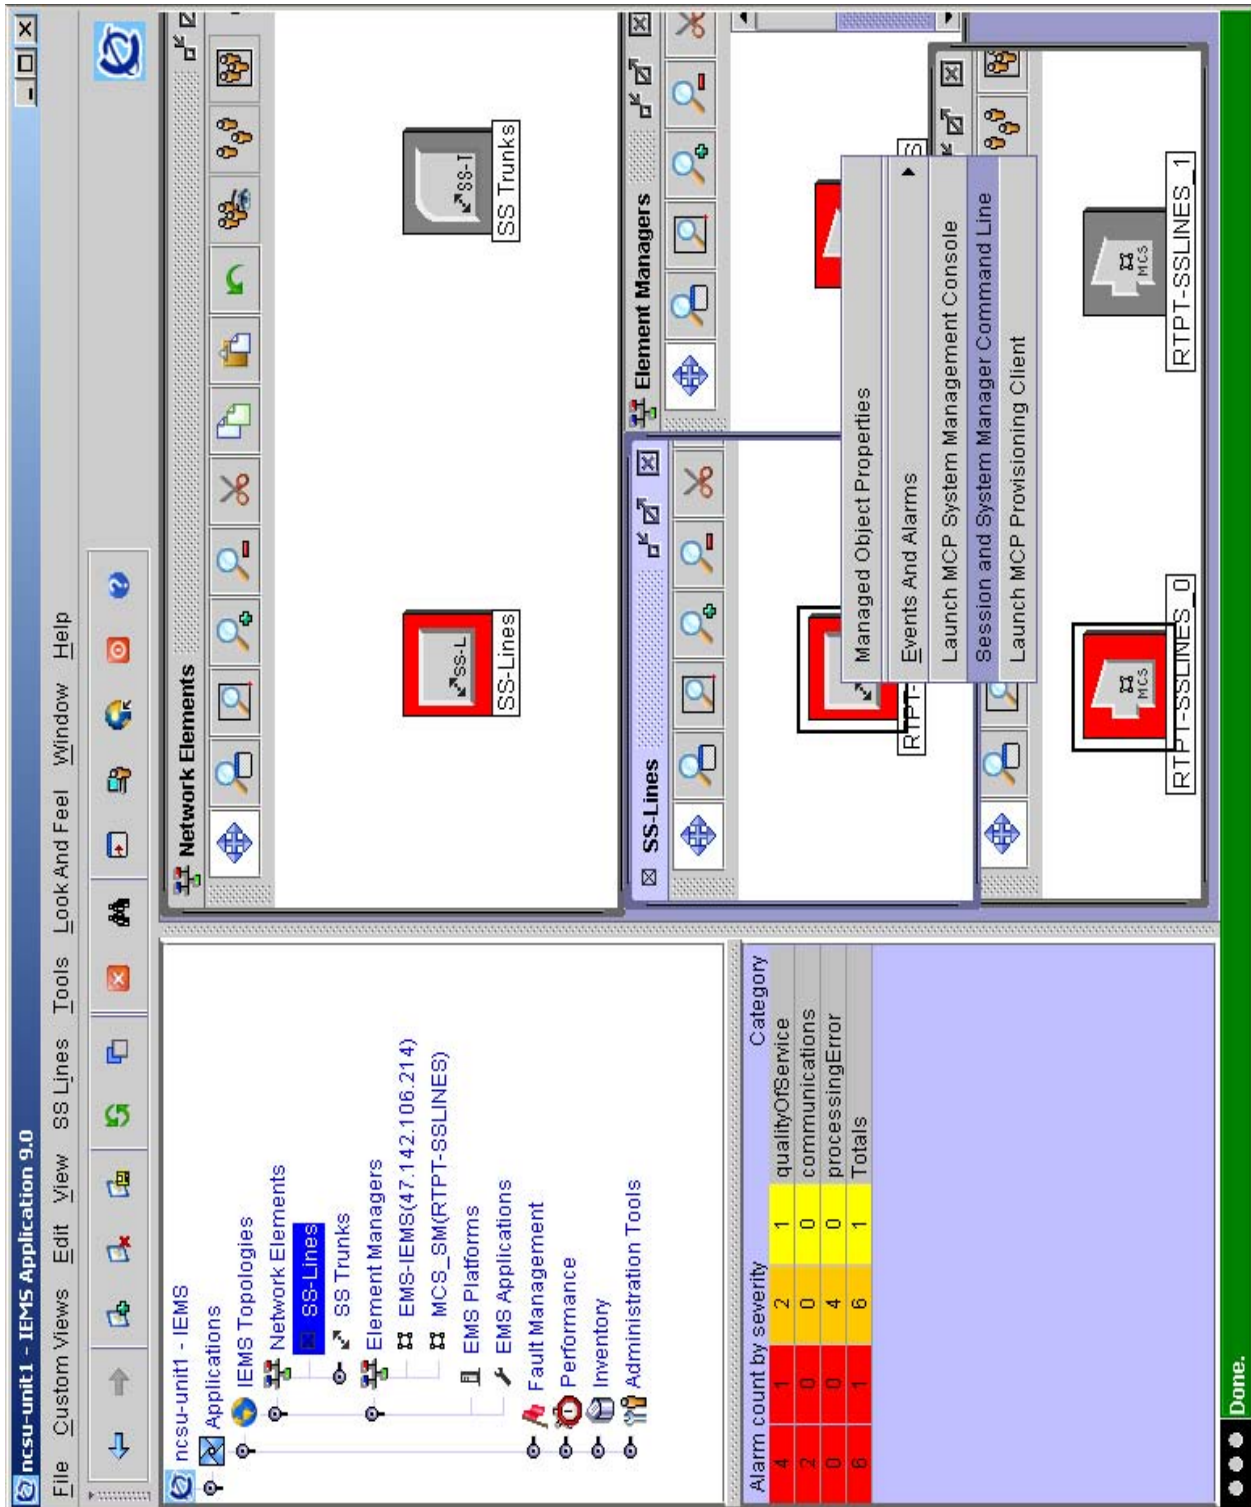 ncsu-unit1 - IEMS Application 9.0
File Custom Views Edit View SS Lines Tools Look And Feel Window Help
ncsu-unit1 - IEMS
Applications
IEMS Topologies
Network Elements
SS-Lines
SS Trunks
Element Managers
EMS-IEMS(47.142.106.214)
MCS_SM(RTPT-SSLINES)
EMS Platforms
EMS Applications
Fault Management
Performance
Inventory
Administration Tools
Alarm count by severity Category
4 1 2 1 qualityOfService
2 0 0 0 communications
0 0 4 0 processingError
6 1 6 1 Totals
Network Elements
SS-L
SS-Lines
SS-T
SS Trunks
SS-Lines
SS-L
Element Managers
Managed Object Properties
Events And Alarms
Launch MCP System Management Console
Session and System Manager Command Line
Launch MCP Provisioning Client
MCS
RTPT-SSLINES_0
MCS
RTPT-SSLINES_1
Done.